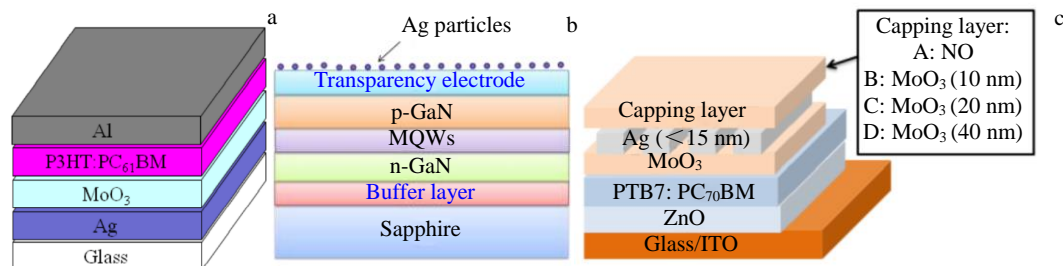 a
Al
P3HT:PC₆₁BM
MoO₃
Ag
Glass
b
Ag particles
Transparency electrode
p-GaN
MQWs
n-GaN
Buffer layer
Sapphire
c
Capping layer:
A: NO
B: MoO₃ (10 nm)
C: MoO₃ (20 nm)
D: MoO₃ (40 nm)
Capping layer
Ag (<15 nm)
MoO₃
PTB7: PC₇₀BM
ZnO
Glass/ITO